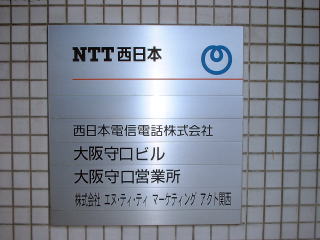 NTT西日本
西日本電信電話株式会社
大阪守口ビル
大阪守口営業所
株式会社 エヌ・ティ・ティ マーケティング アクト関西